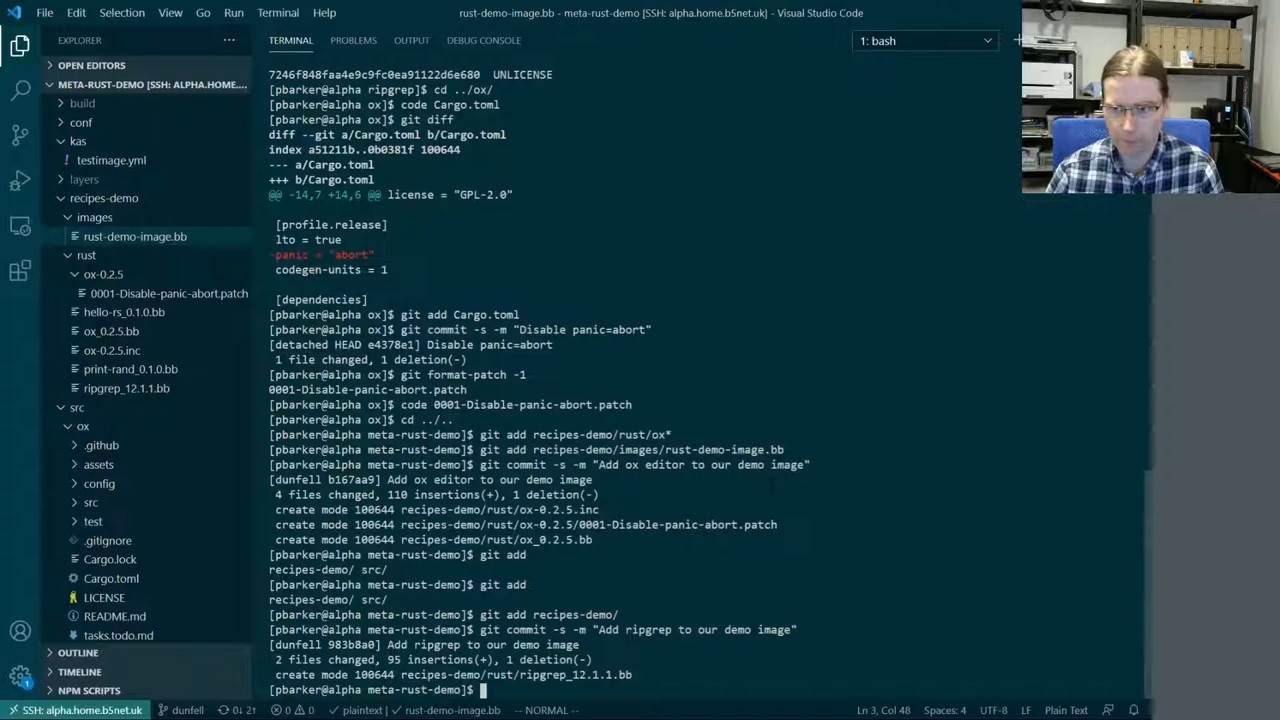 File Edit Selection View Go Run Terminal Help
rust-demo-image.bb - meta-rust-demo [SSH: alpha.home.b5net.uk] - Visual Studio Code
EXPLORER
OPEN EDITORS
META-RUST-DEMO [SSH: ALPHA.HOME....
build
conf
kas
testimage.yml
layers
recipes-demo
images
rust-demo-image.bb
rust
ox-0.2.5
0001-Disable-panic-abort.patch
hello-rs_0.1.0.bb
ox_0.2.5.bb
ox-0.2.5.inc
print-rand_0.1.0.bb
ripgrep_12.1.1.bb
src
ox
.github
assets
config
src
test
.gitignore
Cargo.lock
Cargo.toml
LICENSE
README.md
tasks.todo.md
OUTLINE
TIMELINE
NPM SCRIPTS
TERMINAL PROBLEMS OUTPUT DEBUG CONSOLE
1: bash
7246f848faa4e9c9fc0ea91122d6e680 UNLICENSE
[pbarker@alpha ripgrep]$ cd ../ox/
[pbarker@alpha ox]$ code Cargo.toml
[pbarker@alpha ox]$ git diff
diff --git a/Cargo.toml b/Cargo.toml
index a51211b..0b0381f 100644
--- a/Cargo.toml
+++ b/Cargo.toml
@@ -14,7 +14,6 @@ license = "GPL-2.0"
[profile.release]
lto = true
-panic = "abort"
codegen-units = 1
[dependencies]
[pbarker@alpha ox]$ git add Cargo.toml
[pbarker@alpha ox]$ git commit -s -m "Disable panic=abort"
[detached HEAD e4378e1] Disable panic=abort
1 file changed, 1 deletion(-)
[pbarker@alpha ox]$ git format-patch -1
0001-Disable-panic-abort.patch
[pbarker@alpha ox]$ code 0001-Disable-panic-abort.patch
[pbarker@alpha ox]$ cd ../..
[pbarker@alpha meta-rust-demo]$ git add recipes-demo/rust/ox*
[pbarker@alpha meta-rust-demo]$ git add recipes-demo/images/rust-demo-image.bb
[pbarker@alpha meta-rust-demo]$ git commit -s -m "Add ox editor to our demo image"
[dunfell b167aa9] Add ox editor to our demo image
4 files changed, 110 insertions(+), 1 deletion(-)
create mode 100644 recipes-demo/rust/ox-0.2.5.inc
create mode 100644 recipes-demo/rust/ox-0.2.5/0001-Disable-panic-abort.patch
create mode 100644 recipes-demo/rust/ox_0.2.5.bb
[pbarker@alpha meta-rust-demo]$ git add
recipes-demo/ src/
[pbarker@alpha meta-rust-demo]$ git add
recipes-demo/ src/
[pbarker@alpha meta-rust-demo]$ git add recipes-demo/
[pbarker@alpha meta-rust-demo]$ git commit -s -m "Add ripgrep to our demo image"
[dunfell 983b8a0] Add ripgrep to our demo image
2 files changed, 95 insertions(+), 1 deletion(-)
create mode 100644 recipes-demo/rust/ripgrep_12.1.1.bb
[pbarker@alpha meta-rust-demo]$
SSH: alpha.home.b5net.uk dunfell 0↓ 2↑ 0 0 plaintext | rust-demo-image.bb -- NORMAL -- Ln 3, Col 48 Spaces: 4 UTF-8 LF Plain Text